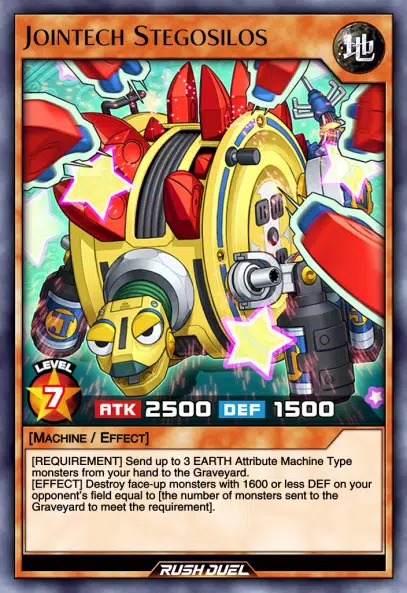 JOINTECH STEGOSILOS
地
LEVEL
7
ATK 2500 DEF 1500
[MACHINE / EFFECT]
[REQUIREMENT] Send up to 3 EARTH Attribute Machine Type
monsters from your hand to the Graveyard.
[EFFECT] Destroy face-up monsters with 1600 or less DEF on your
opponent's field equal to [the number of monsters sent to the
Graveyard to meet the requirement].
RUSH DUEL